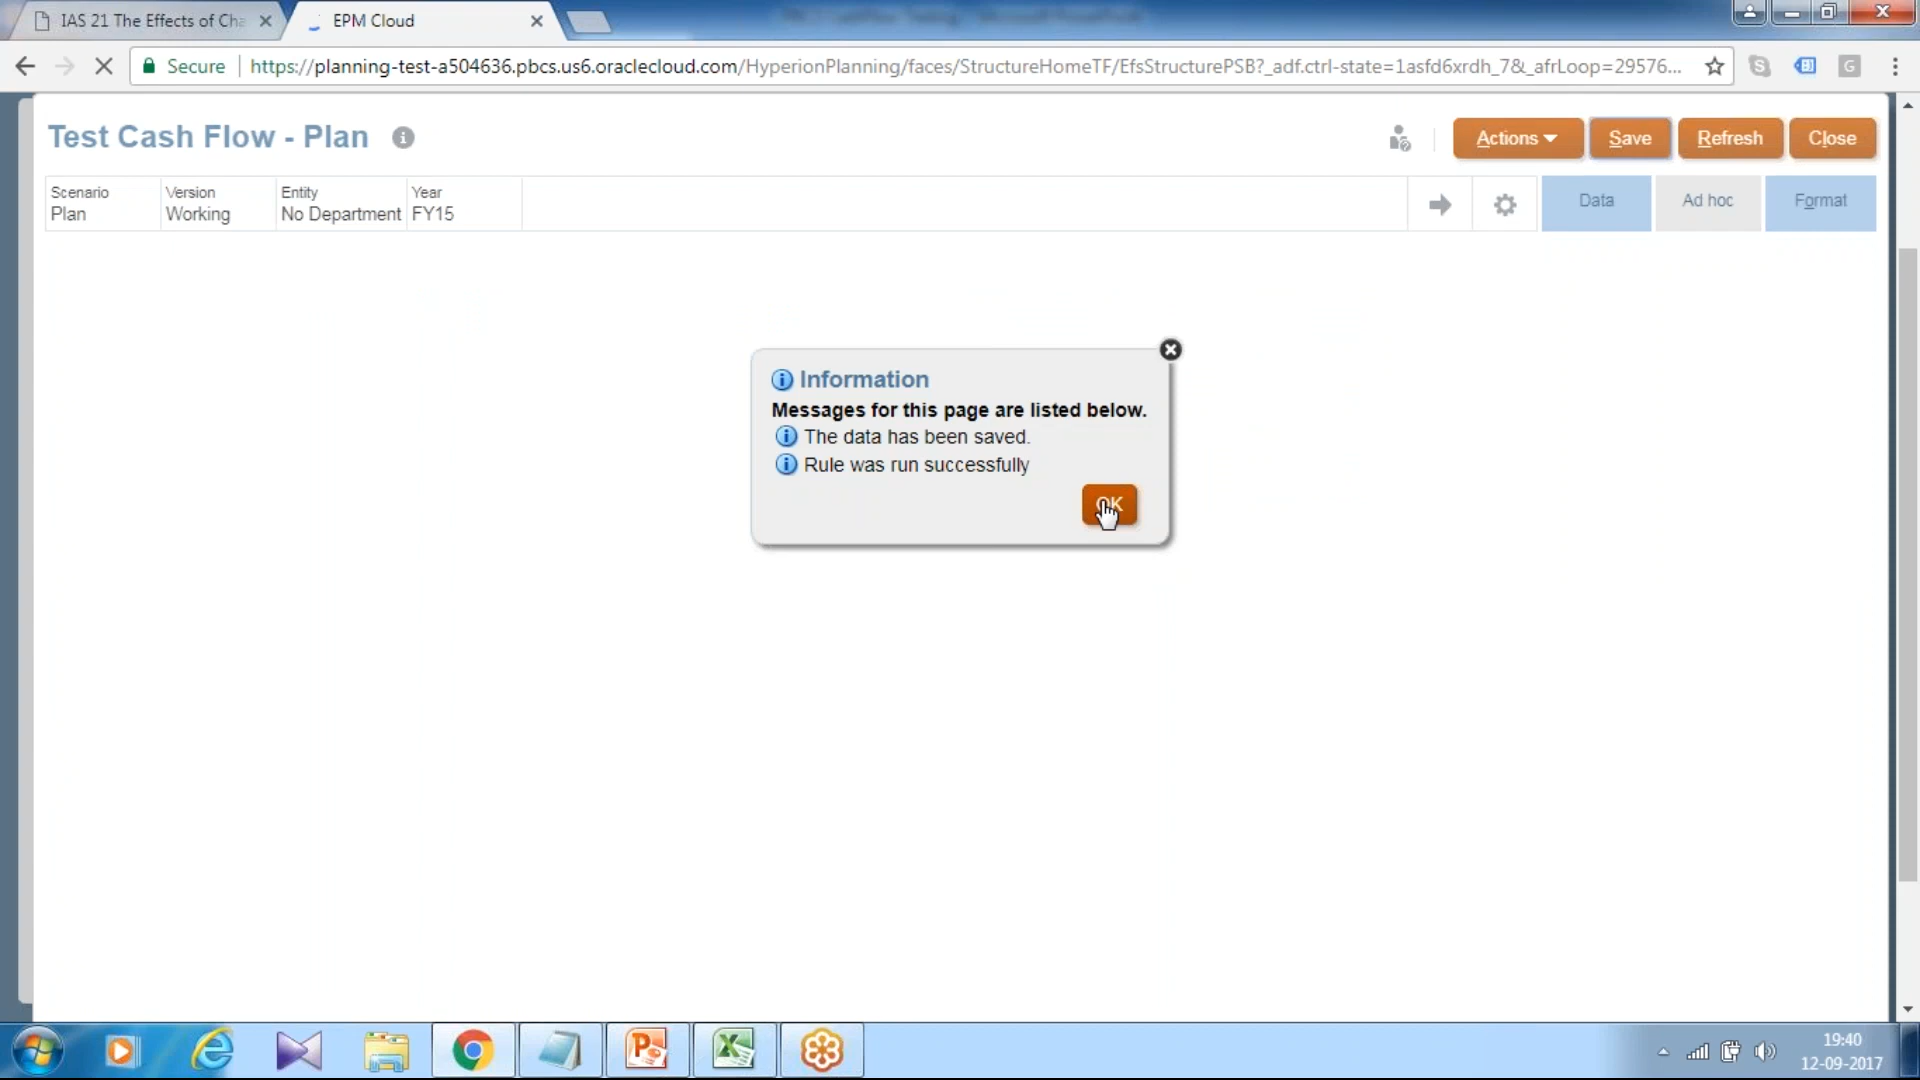 IAS 21 The Effects of Cha
EPM Cloud
Secure https://planning-test-a504636.pbcs.us6.oraclecloud.com/HyperionPlanning/faces/StructureHomeTF/EfsStructurePSB?_adf.ctrl-state=1asfd6xrdh_7&_afrLoop=29576...
Test Cash Flow - Plan
Actions Save Refresh Close
Scenario Version Entity Year
Plan Working No Department FY15
Data Ad hoc Format
Information
Messages for this page are listed below.
The data has been saved.
Rule was run successfully
OK
19:40
12-09-2017